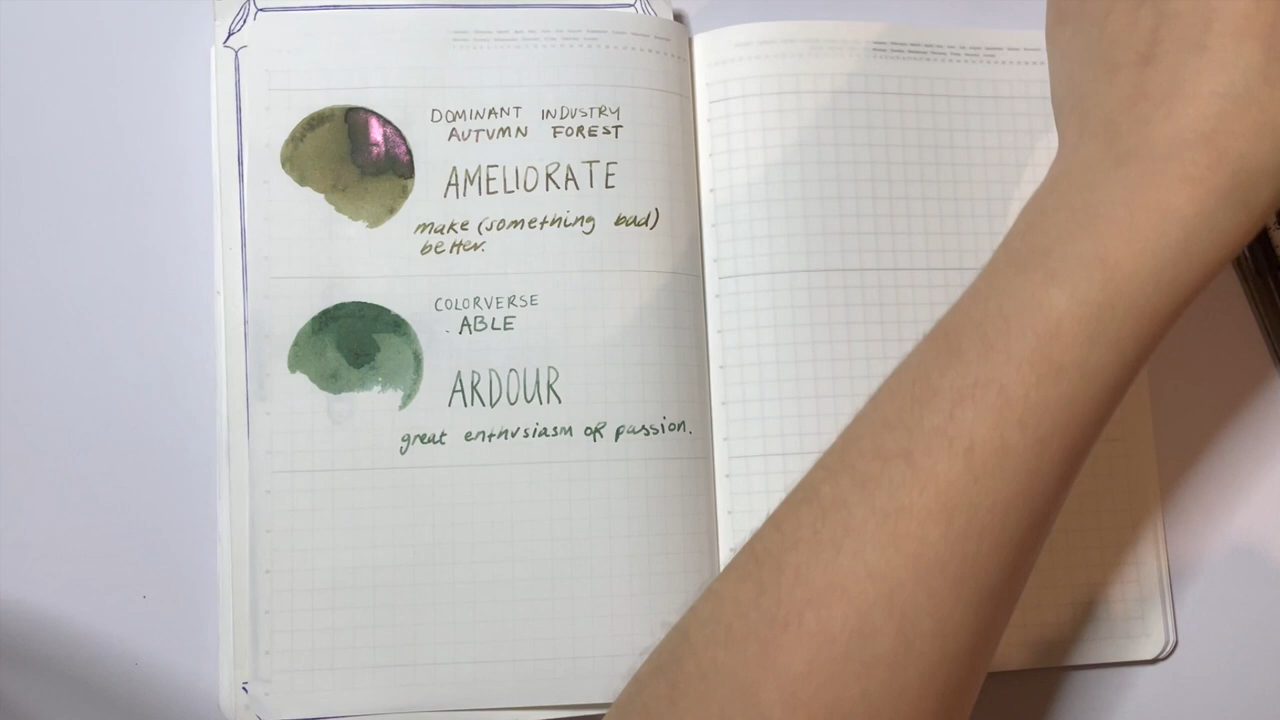 DOMINANT INDUSTRY
AUTUMN FOREST
AMELIORATE
make (something bad)
better.
COLORVERSE
. ABLE
ARDOUR
great enthusiasm or passion.